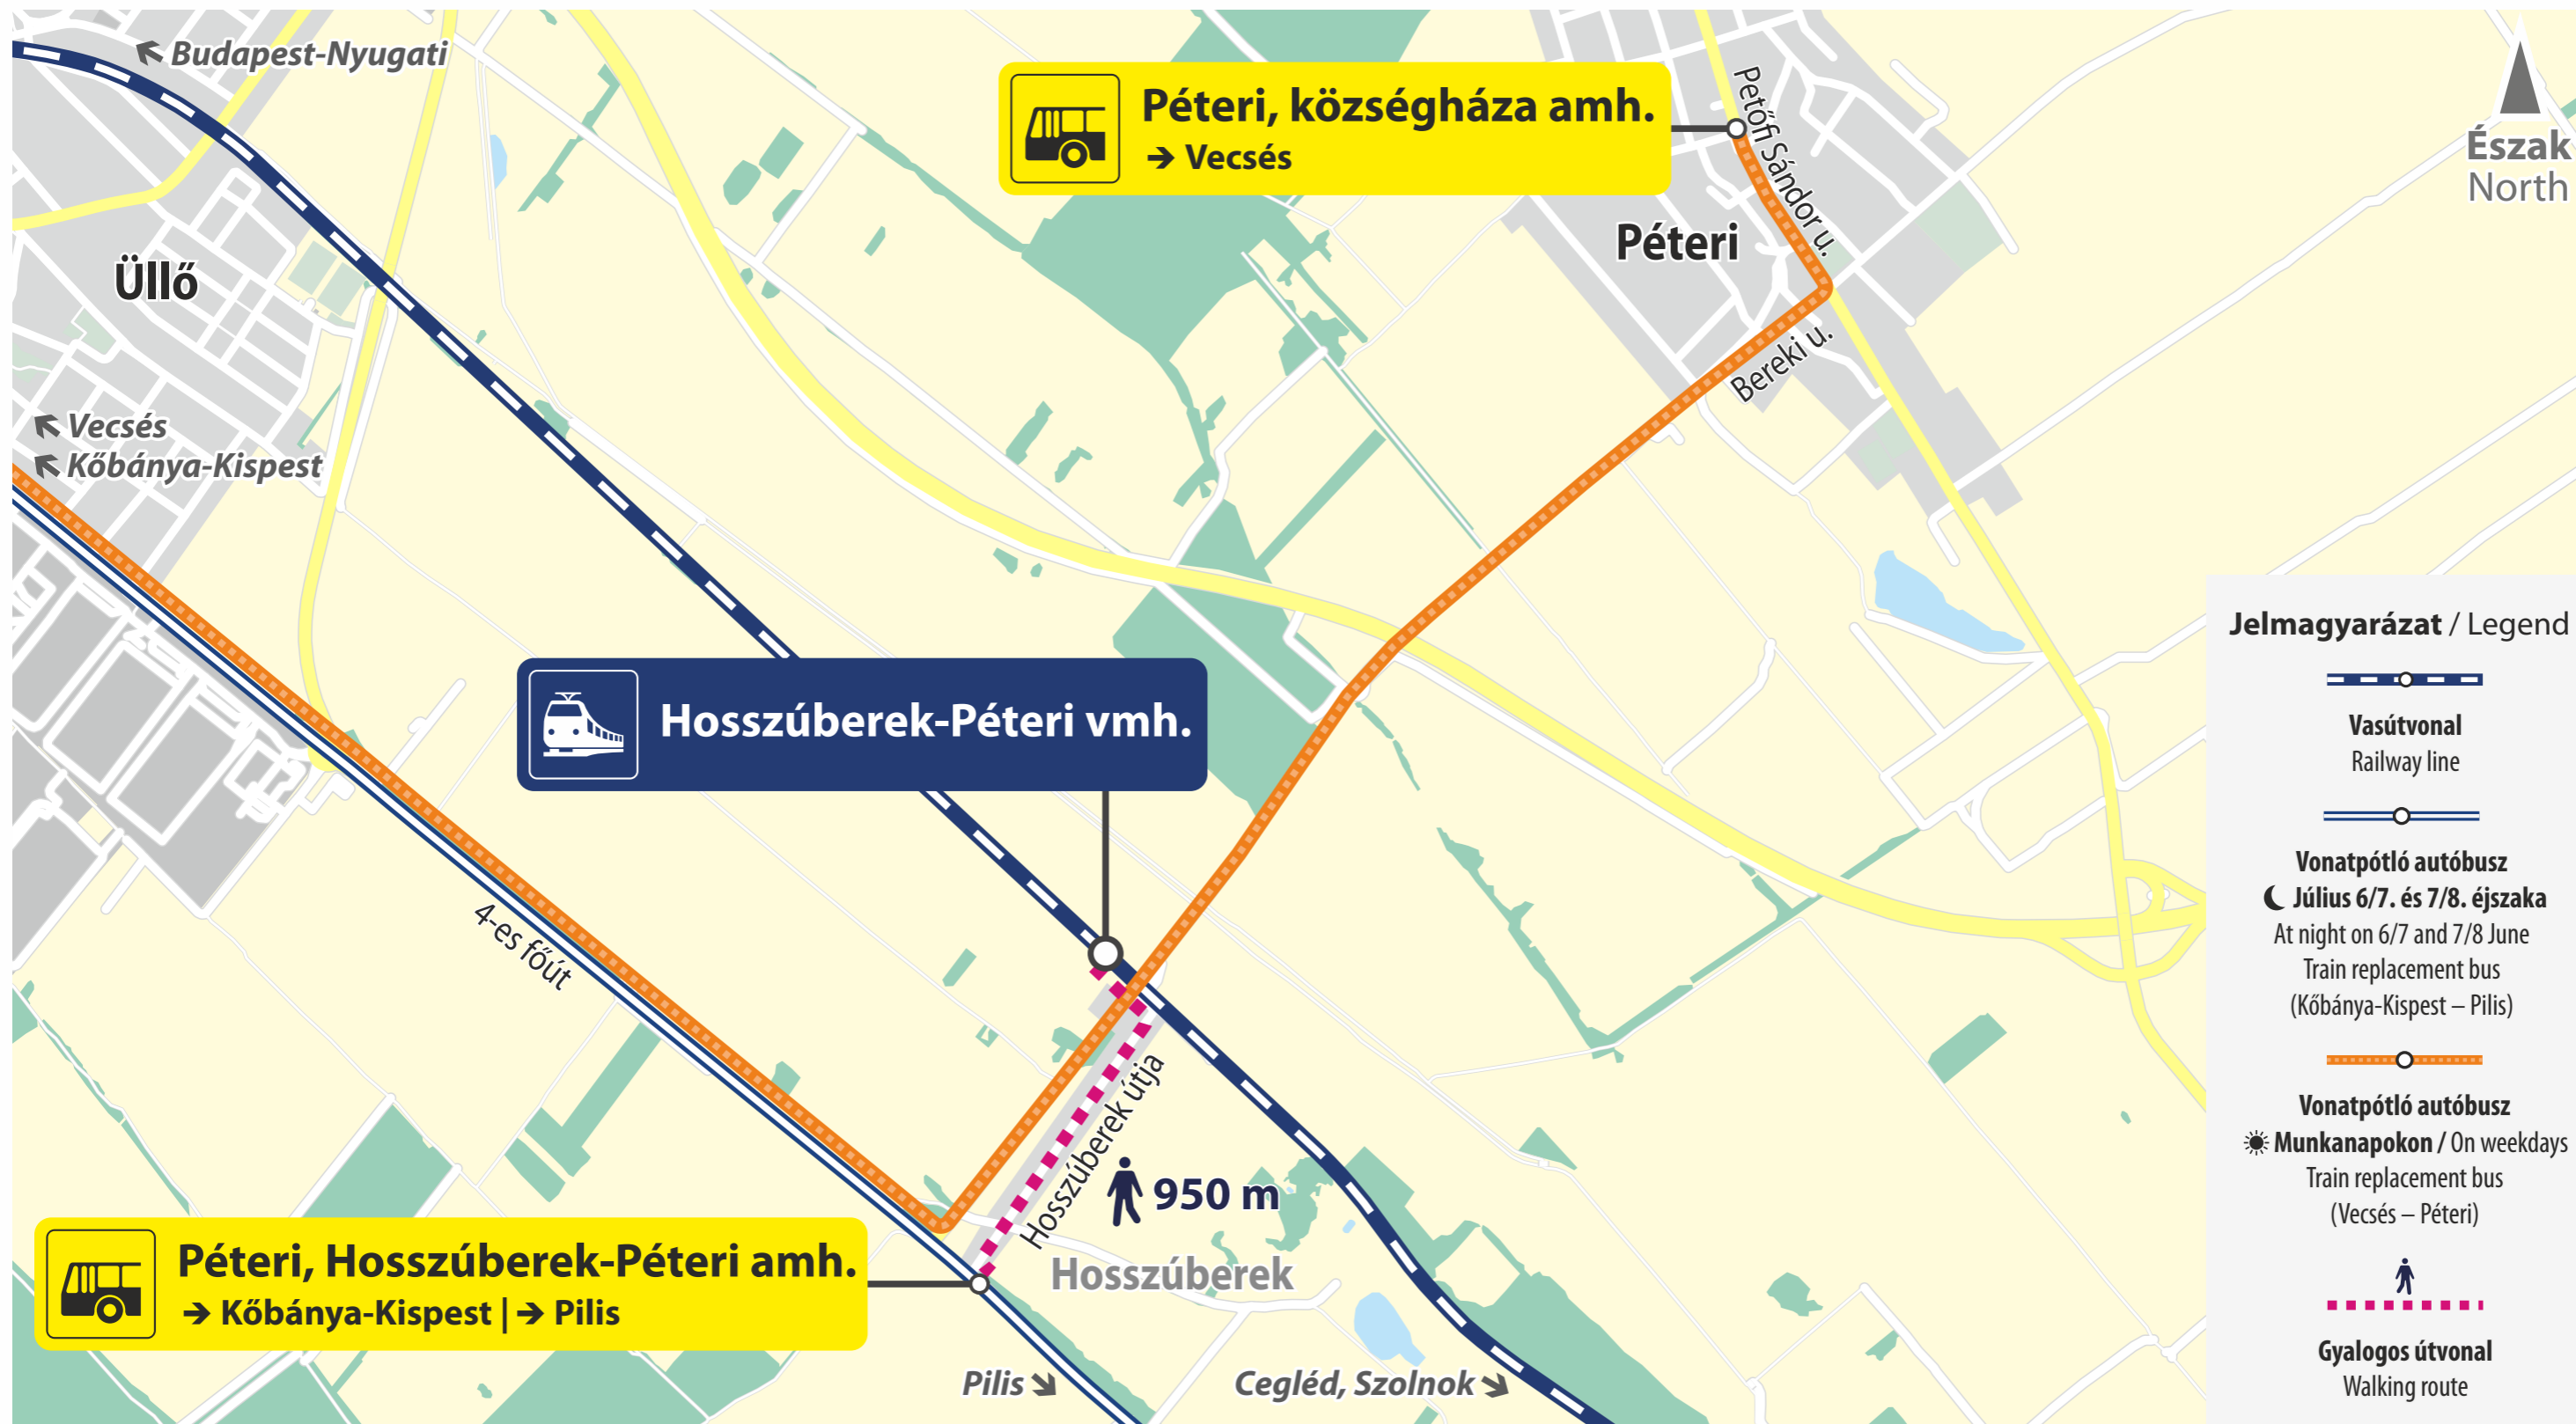 Budapest-Nyugati
Péteri, községháza amh.
➔ Vecsés
Petőfi Sándor u.
Észak
North
Péteri
Üllő
Bereki u.
Vecsés
Kőbánya-Kispest
Hosszúberek-Péteri vmh.
4-es főút
Hosszúberek útja
950 m
Hosszúberek
Péteri, Hosszúberek-Péteri amh.
➔ Kőbánya-Kispest | ➔ Pilis
Pilis
Cegléd, Szolnok
Jelmagyarázat / Legend
Vasútvonal
Railway line
Vonatpótló autóbusz
Július 6/7. és 7/8. éjszaka
At night on 6/7 and 7/8 June
Train replacement bus
(Kőbánya-Kispest – Pilis)
Vonatpótló autóbusz
Munkanapokon / On weekdays
Train replacement bus
(Vecsés – Péteri)
Gyalogos útvonal
Walking route